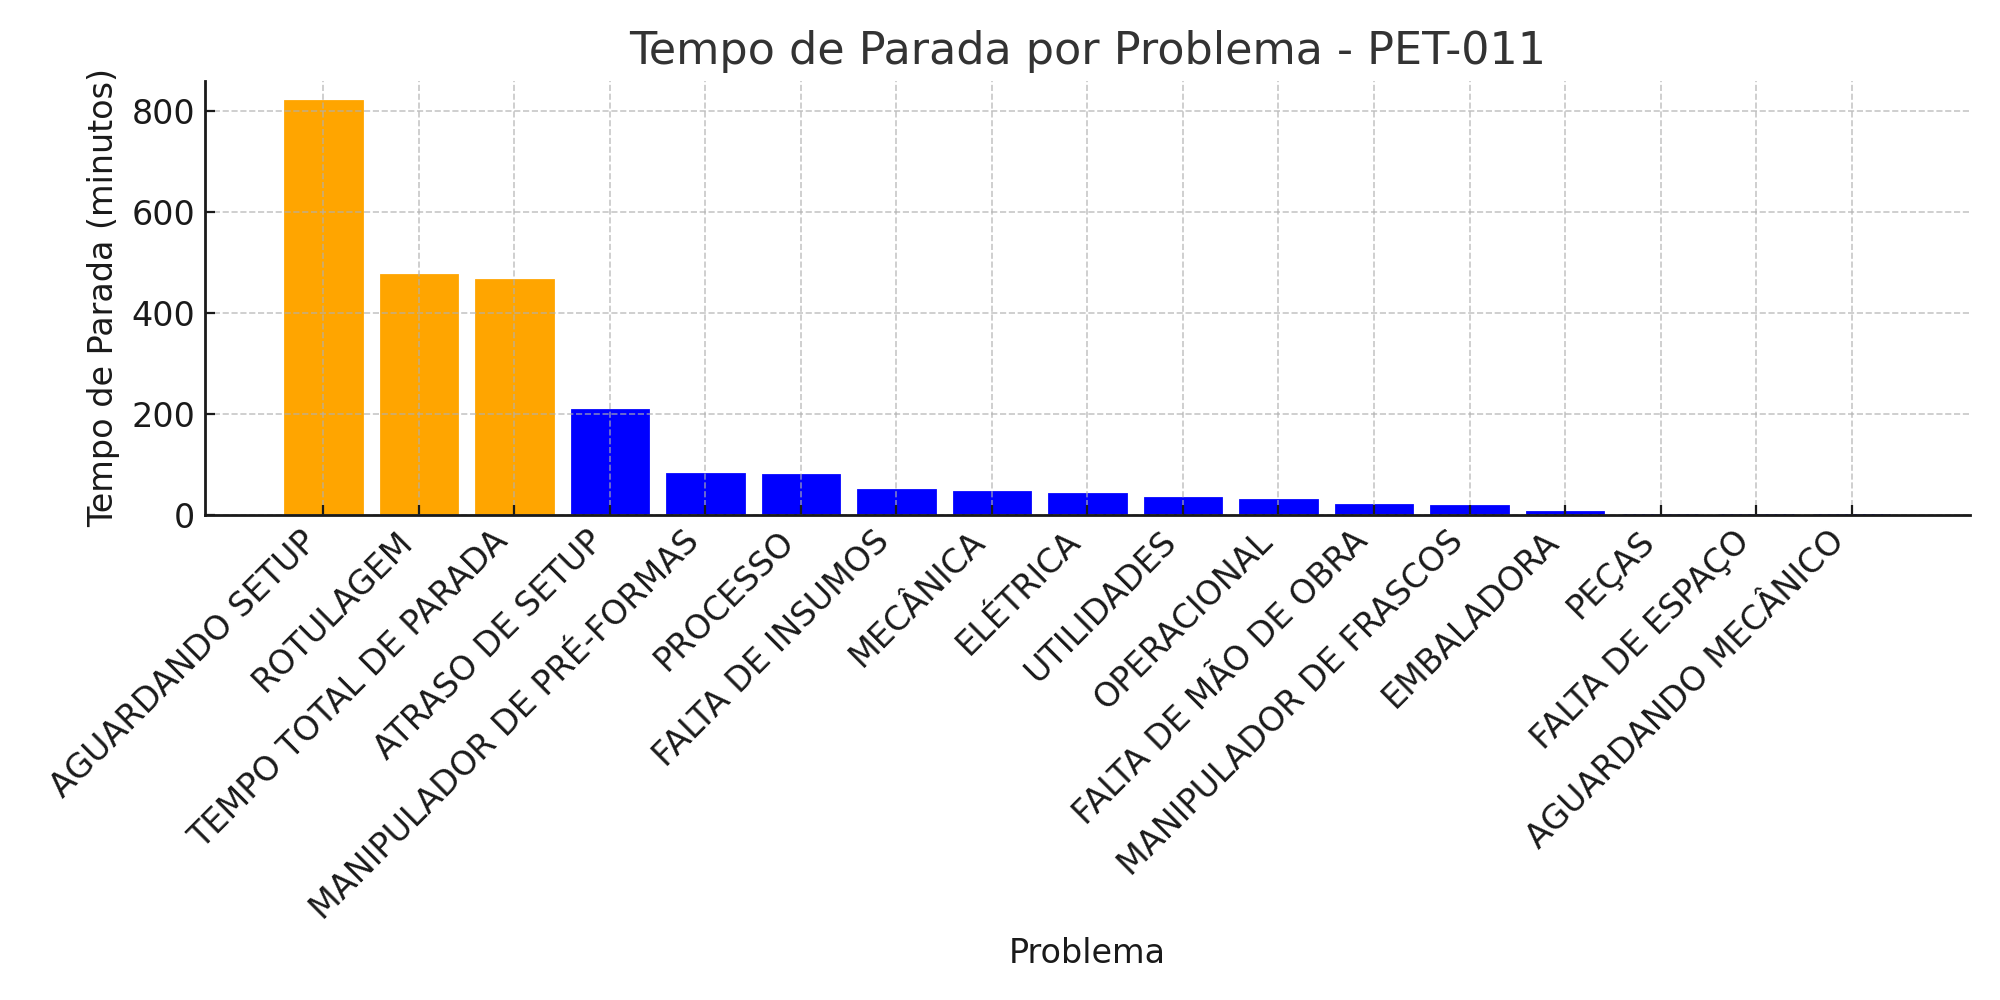 Tempo de Parada por Problema - PET-011
Tempo de Parada (minutos)
800
600
400
200
0
AGUARDANDO SETUP
ROTULAGEM
TEMPO TOTAL DE PARADA
ATRASO DE SETUP
MANIPULADOR DE PRÉ-FORMAS
PROCESSO
FALTA DE INSUMOS
MECÂNICA
ELÉTRICA
UTILIDADES
OPERACIONAL
FALTA DE MÃO DE OBRA
MANIPULADOR DE FRASCOS
EMBALADORA
PEÇAS
FALTA DE ESPAÇO
AGUARDANDO MECÂNICO
Problema